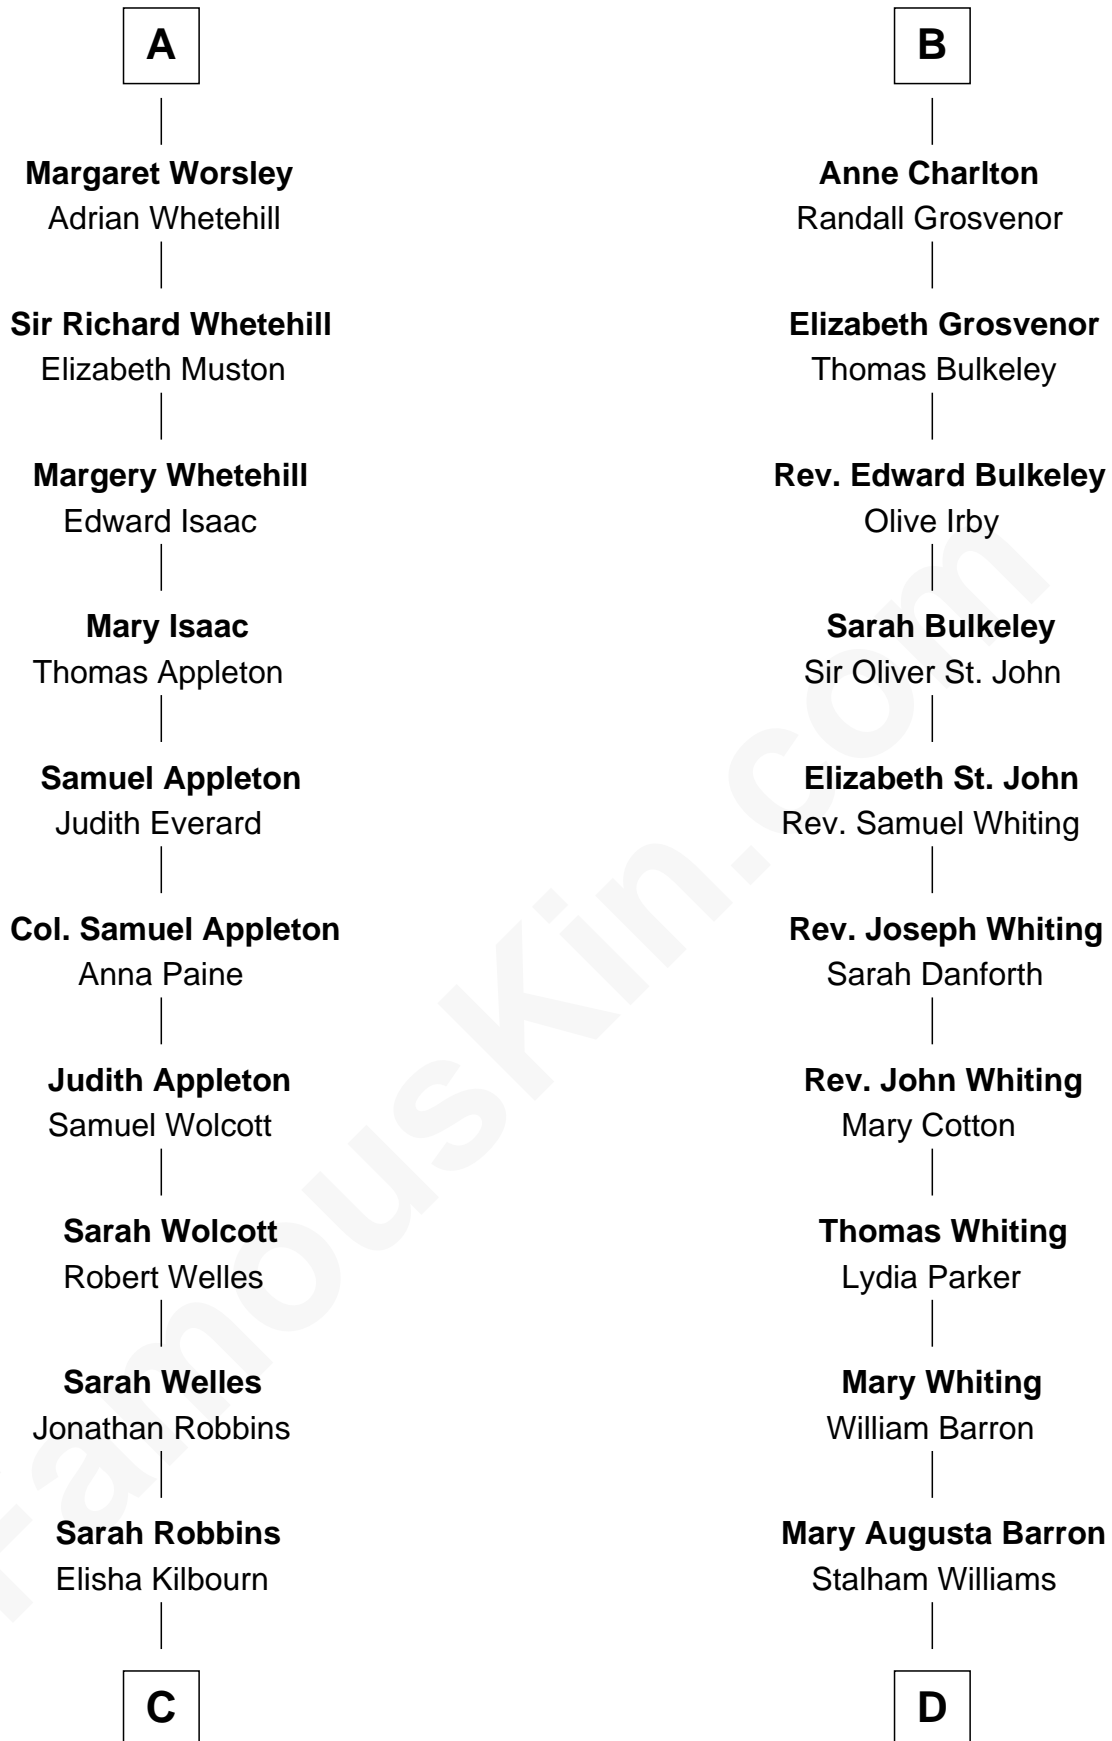 A
Margaret Worsley
Adrian Whetehill
Sir Richard Whetehill
Elizabeth Muston
Margery Whetehill
Edward Isaac
Mary Isaac
Thomas Appleton
Samuel Appleton
Judith Everard
Col. Samuel Appleton
Anna Paine
Judith Appleton
Samuel Wolcott
Sarah Wolcott
Robert Welles
Sarah Welles
Jonathan Robbins
Sarah Robbins
Elisha Kilbourn
C
B
Anne Charlton
Randall Grosvenor
Elizabeth Grosvenor
Thomas Bulkeley
Rev. Edward Bulkeley
Olive Irby
Sarah Bulkeley
Sir Oliver St. John
Elizabeth St. John
Rev. Samuel Whiting
Rev. Joseph Whiting
Sarah Danforth
Rev. John Whiting
Mary Cotton
Thomas Whiting
Lydia Parker
Mary Whiting
William Barron
Mary Augusta Barron
Stalham Williams
D
FamousKin.com